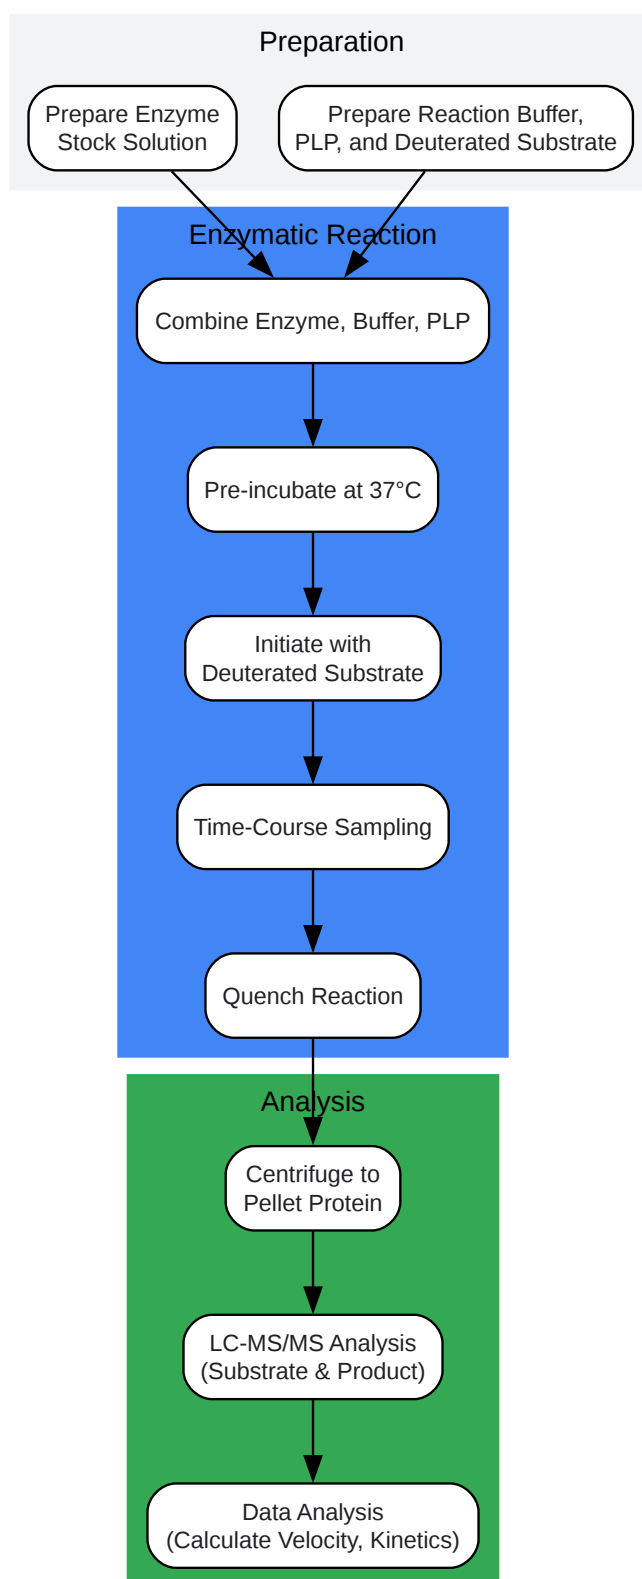 Preparation
Prepare Enzyme
Stock Solution
Prepare Reaction Buffer,
PLP, and Deuterated Substrate
Enzymatic Reaction
Combine Enzyme, Buffer, PLP
Pre-incubate at 37°C
Initiate with
Deuterated Substrate
Time-Course Sampling
Quench Reaction
Analysis
Centrifuge to
Pellet Protein
LC-MS/MS Analysis
(Substrate & Product)
Data Analysis
(Calculate Velocity, Kinetics)